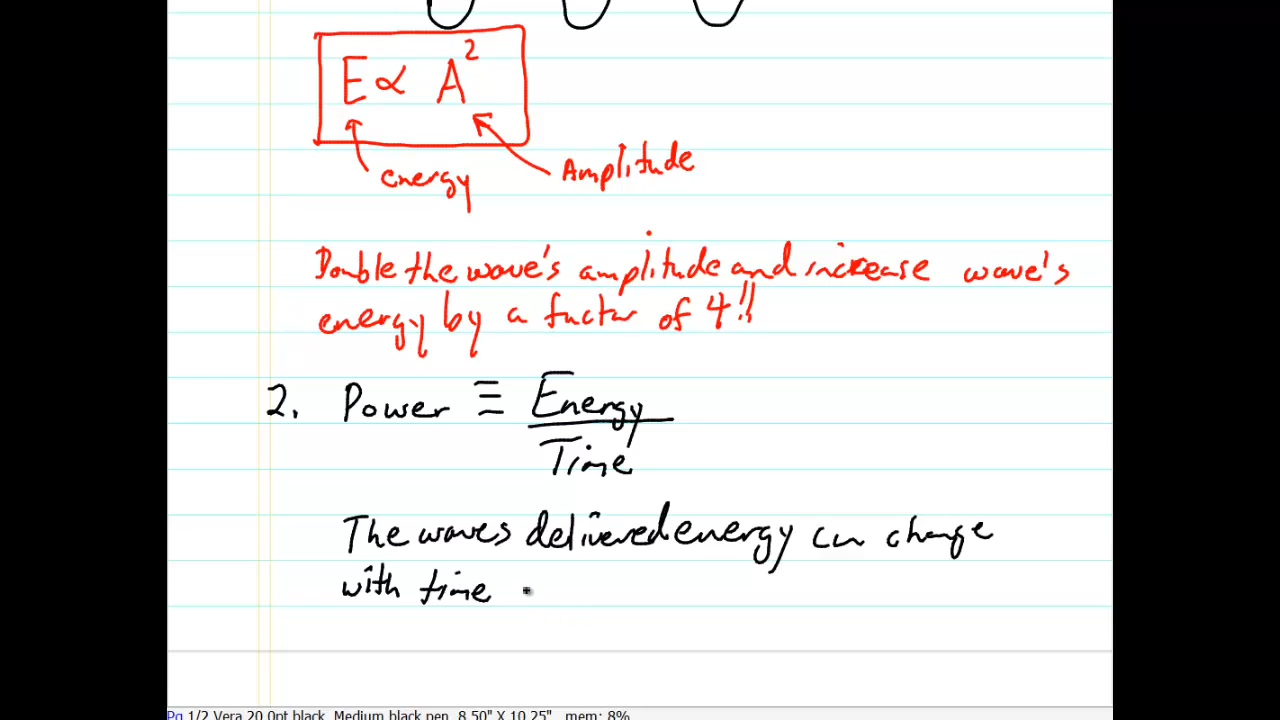 E ∝ A²
energy
Amplitude
Double the wave's amplitude and increase wave's
energy by a factor of 4!!
2. Power ≡ Energy
Time
The waves delivered energy can change
with time
Pg 1/2 Vera 20.0pt black, Medium black pen, 8.50" X 10.25" mem: 8%